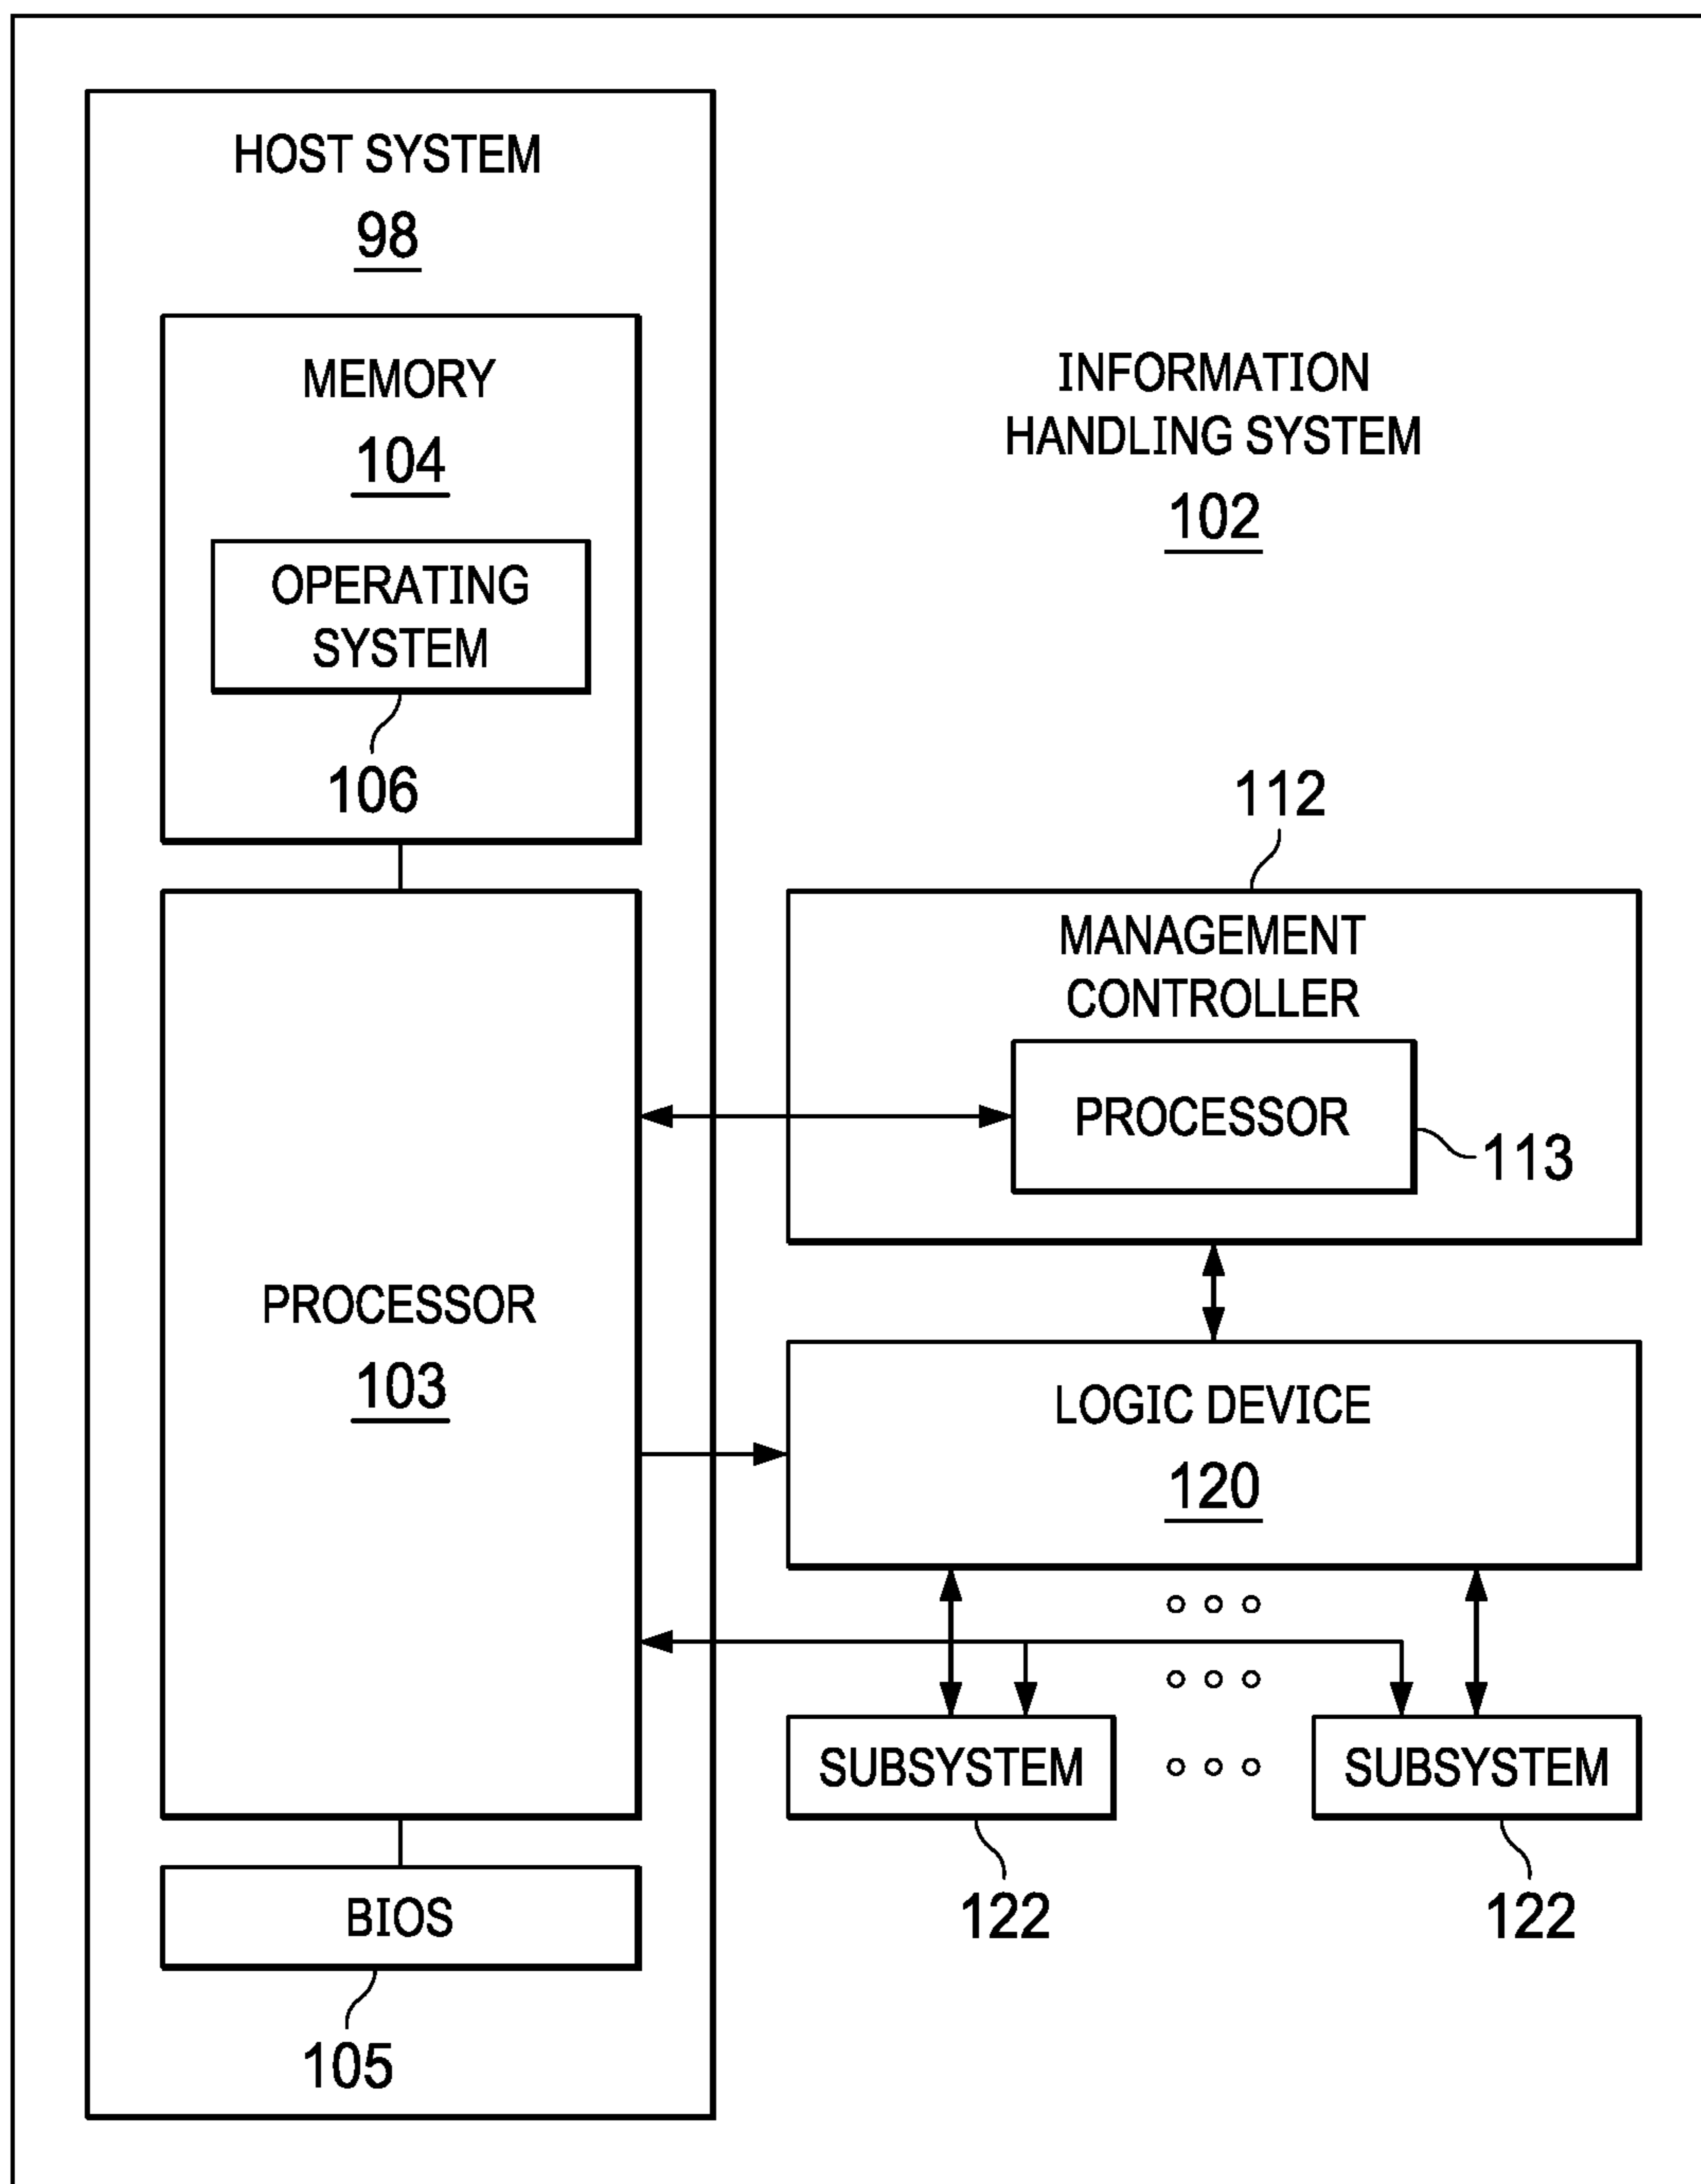 HOST SYSTEM
98
MEMORY
104
OPERATING
SYSTEM
106
INFORMATION
HANDLING SYSTEM
102
112
MANAGEMENT
CONTROLLER
PROCESSOR
113
PROCESSOR
103
LOGIC DEVICE
120
SUBSYSTEM
SUBSYSTEM
122
122
BIOS
105